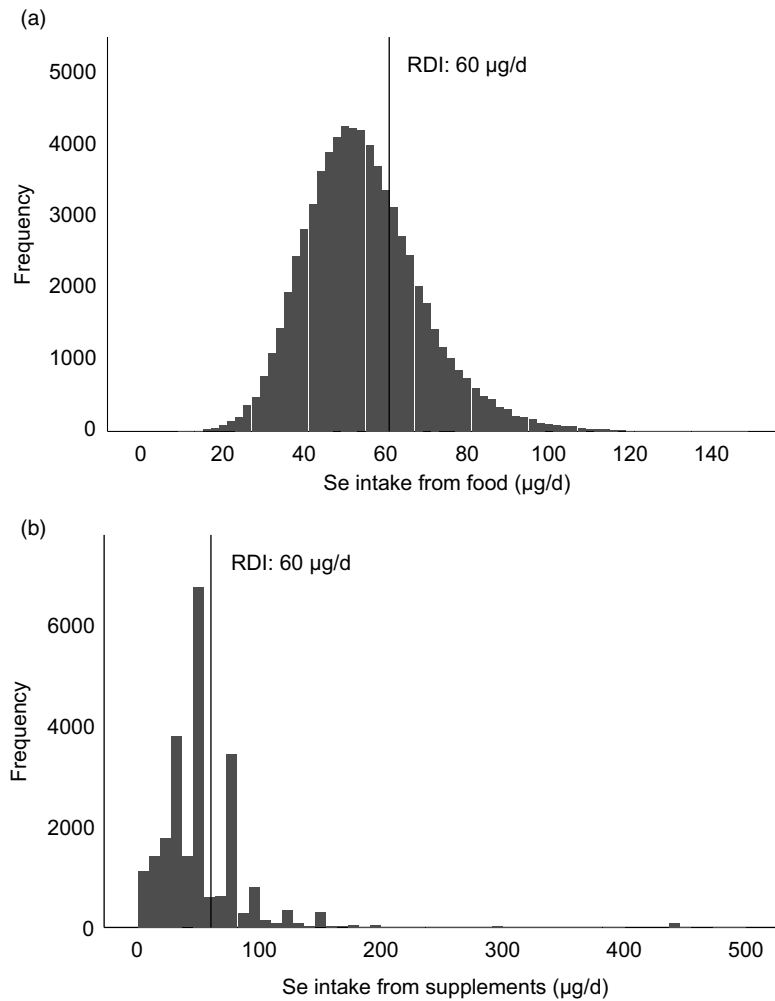 (a)
RDI: 60 µg/d
5000
4000
3000
2000
1000
0
Frequency
0 20 40 60 80 100 120 140
Se intake from food (µg/d)
(b)
RDI: 60 µg/d
6000
4000
2000
0
Frequency
0 100 200 300 400 500
Se intake from supplements (µg/d)